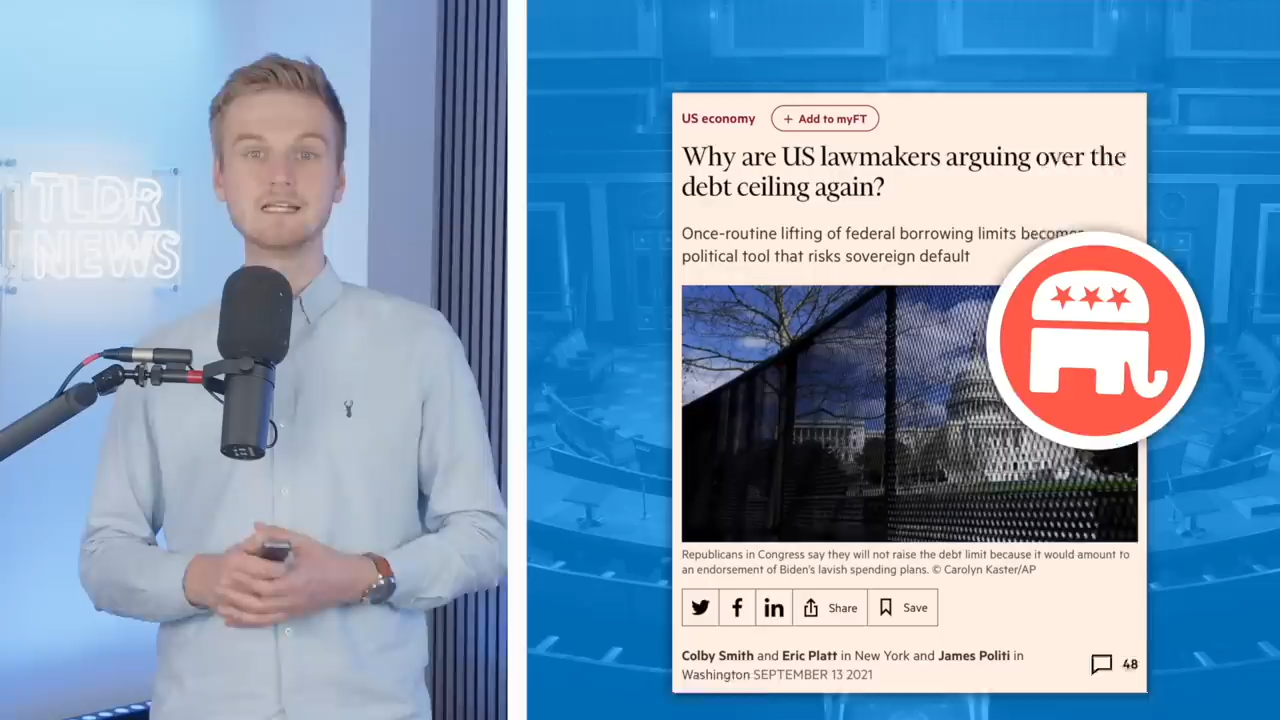 TLDR
NEWS
US economy
+ Add to myFT
Why are US lawmakers arguing over the
debt ceiling again?
Once-routine lifting of federal borrowing limits becomes
political tool that risks sovereign default
Republicans in Congress say they will not raise the debt limit because it would amount to
an endorsement of Biden's lavish spending plans. © Carolyn Kaster/AP
Share
Save
Colby Smith and Eric Platt in New York and James Politi in
Washington SEPTEMBER 13 2021
48